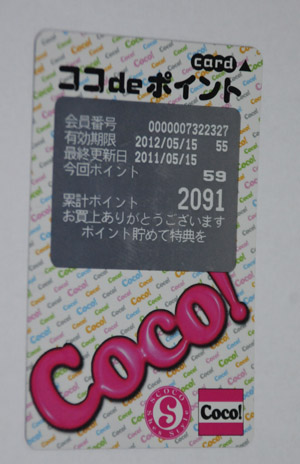 card▲
ココdeポイント
会員番号 0000007322327
有効期限 2012/05/15 55
最終更新日 2011/05/15
今回ポイント 59
累計ポイント 2091
お買上ありがとうございます
ポイント貯めて特典を
Coco!
SCOCO
S
Shes Style
Coco!